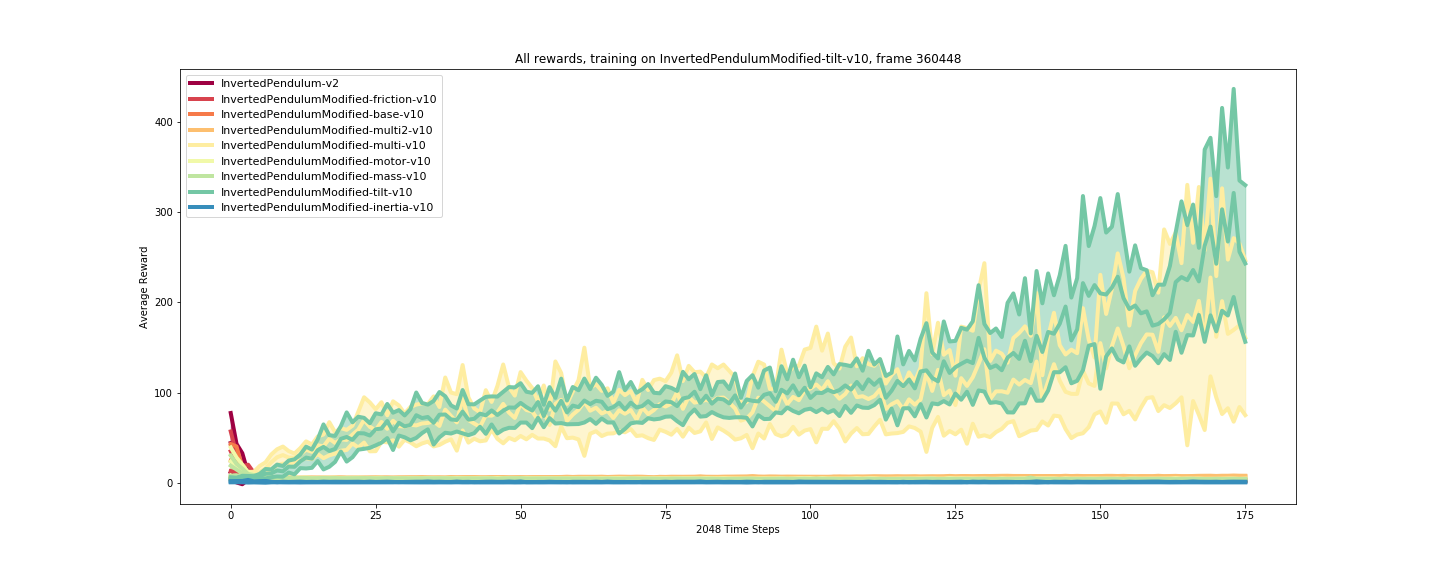 All rewards, training on InvertedPendulumModified-tilt-v10, frame 360448
InvertedPendulum-v2
InvertedPendulumModified-friction-v10
InvertedPendulumModified-base-v10
InvertedPendulumModified-multi2-v10
InvertedPendulumModified-multi-v10
InvertedPendulumModified-motor-v10
InvertedPendulumModified-mass-v10
InvertedPendulumModified-tilt-v10
InvertedPendulumModified-inertia-v10
Average Reward
400
300
200
100
0
0 25 50 75 100 125 150 175
2048 Time Steps